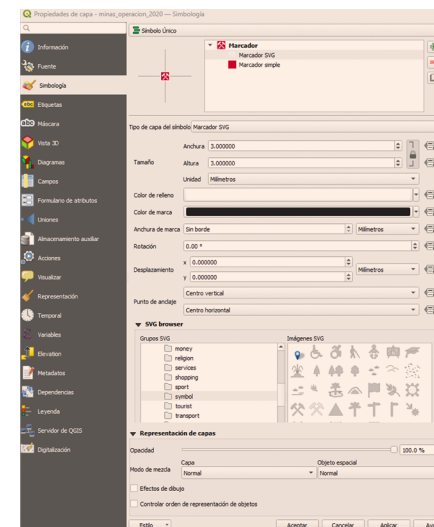 Propiedades de capa - minas_operacion_2020 — Simbología
Símbolo Único
Información
Fuente
Simbología
Etiquetas
Máscara
Vista 3D
Diagramas
Campos
Formulario de atributos
Uniones
Almacenamiento auxiliar
Acciones
Visualizar
Representación
Temporal
Variables
Elevation
Metadatos
Dependencias
Leyenda
Servidor de QGIS
Digitalización
Marcador
Marcador SVG
Marcador simple
Tipo de capa del símbolo Marcador SVG
Tamaño
Anchura 3.000000
Altura 3.000000
Unidad Milímetros
Color de relleno
Color de marca
Anchura de marca Sin borde Milímetros
Rotación 0.00 °
Desplazamiento
x 0.000000
y 0.000000
Milímetros
Punto de anclaje
Centro vertical
Centro horizontal
SVG browser
Grupos SVG
money
religion
services
shopping
sport
symbol
tourist
transport
Imágenes SVG
Representación de capas
Opacidad 100.0 %
Modo de mezcla
Capa
Normal
Objeto espacial
Normal
Efectos de dibujo
Controlar orden de representación de objetos
Estilo
Aceptar
Cancelar
Aplicar